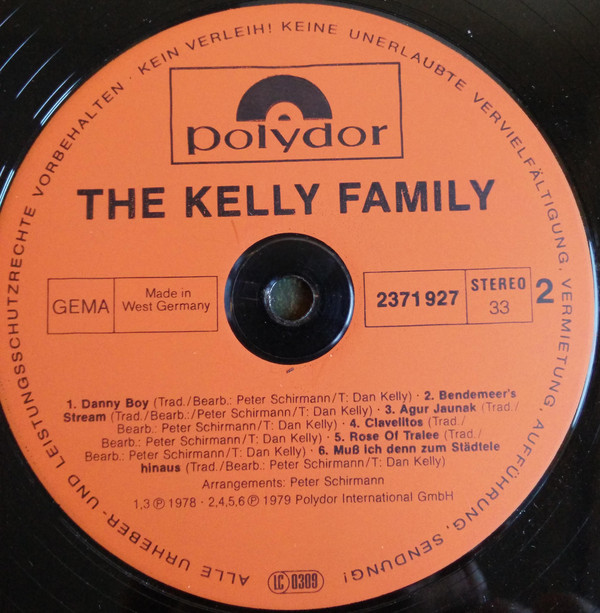 ALLE URHEBER- UND LEISTUNGSSCHUTZRECHTE VORBEHALTEN · KEIN VERLEIH! KEINE UNERLAUBTE VERVIELFÄLTIGUNG, VERMIETUNG, AUFFÜHRUNG, SENDUNG!
polydor
THE KELLY FAMILY
GEMA
Made in
West Germany
2371 927
STEREO
33
2
1. Danny Boy (Trad./Bearb.: Peter Schirmann/T: Dan Kelly) · 2. Bendemeer's
Stream (Trad./Bearb.: Peter Schirmann/T: Dan Kelly) · 3. Agur Jaunak (Trad./
Bearb.: Peter Schirmann/T: Dan Kelly) · 4. Clavelitos (Trad./
Bearb.: Peter Schirmann/T: Dan Kelly) · 5. Rose Of Tralee (Trad./
Bearb.: Peter Schirmann/T: Dan Kelly) · 6. Muß ich denn zum Städtele
hinaus (Trad./Bearb.: Peter Schirmann/T: Dan Kelly)
Arrangements: Peter Schirmann
1,3 ℗ 1978 · 2,4,5,6 ℗ 1979 Polydor International GmbH
LC 0309